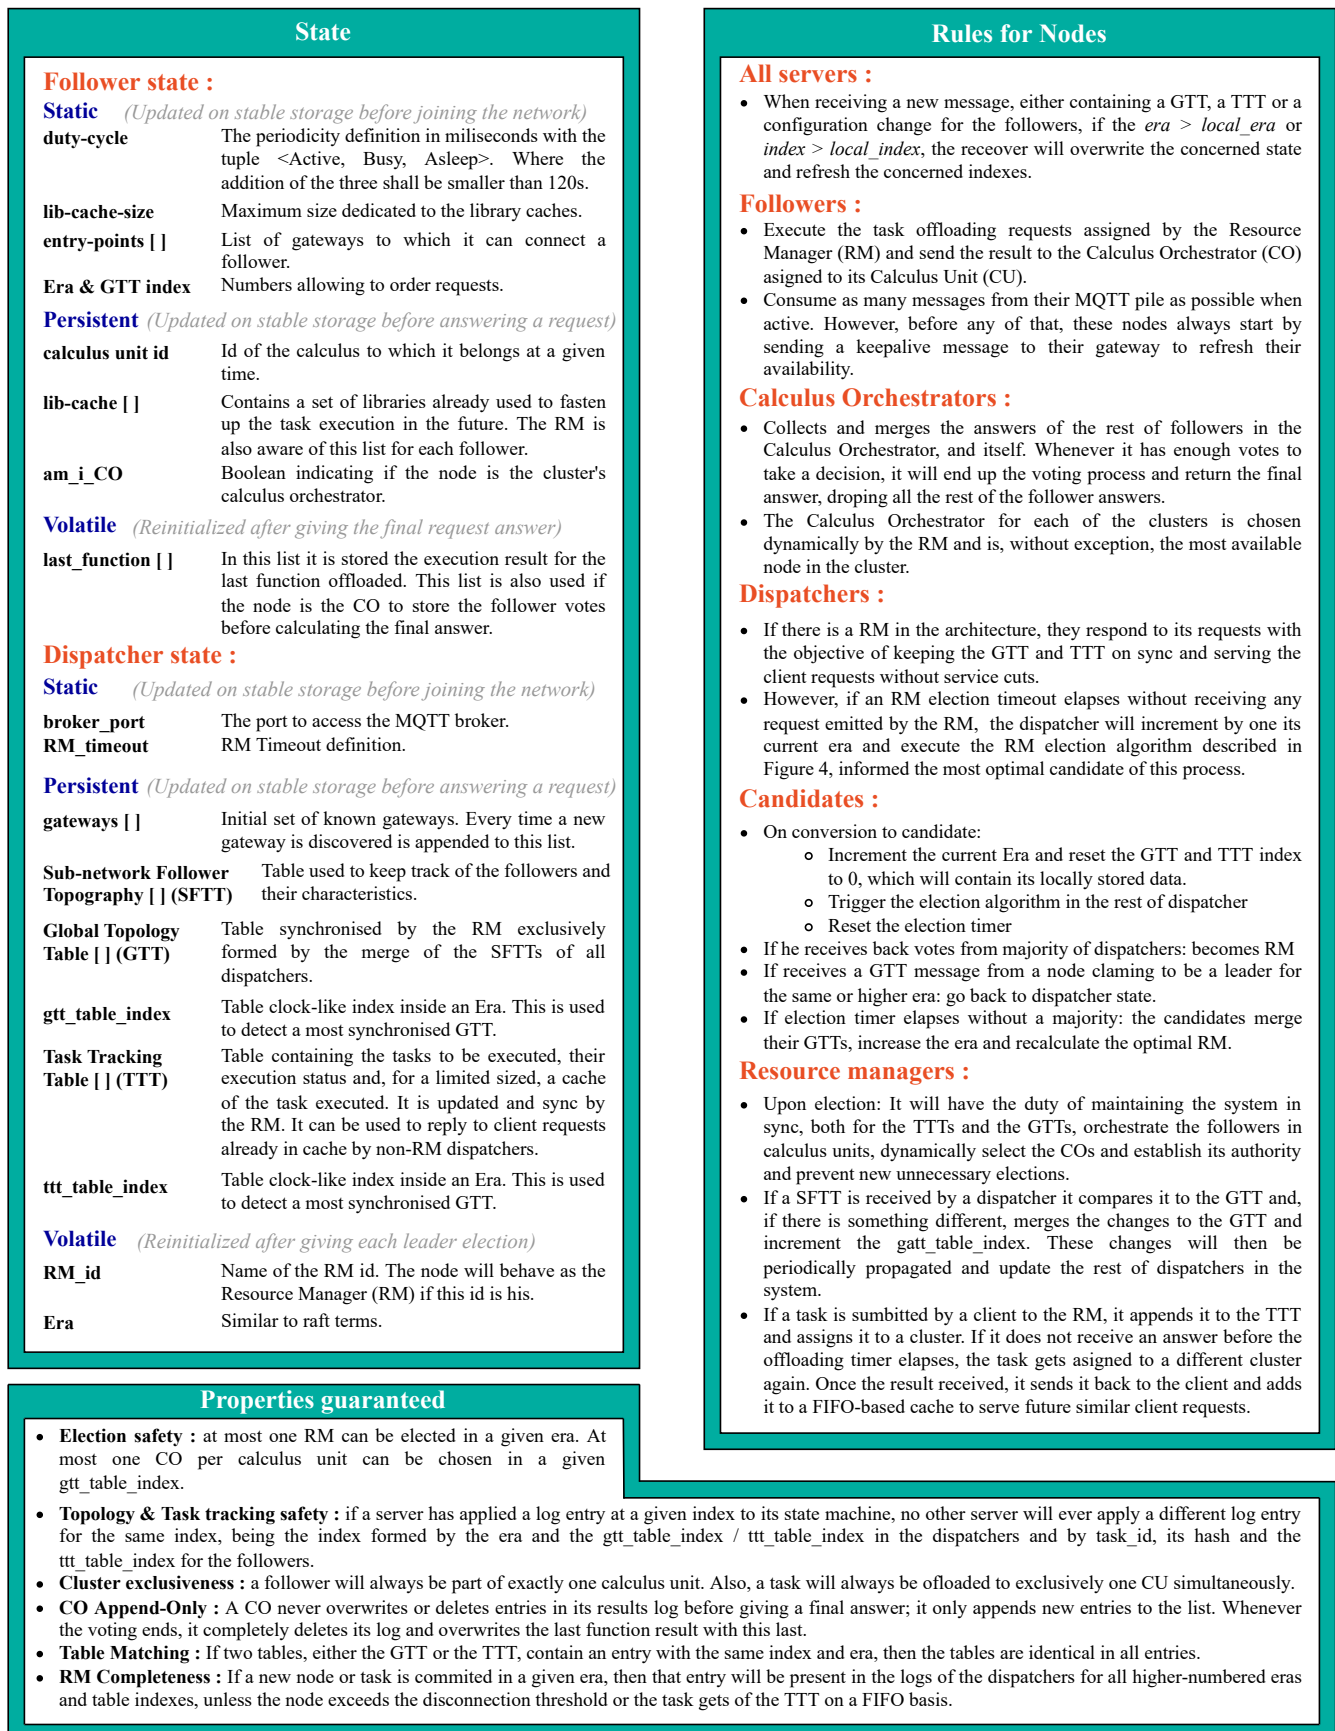 State
Follower state :
Static (Updated on stable storage before joining the network)
duty-cycle The periodicity definition in miliseconds with the
tuple <Active, Busy, Asleep>. Where the
addition of the three shall be smaller than 120s.
lib-cache-size Maximum size dedicated to the library caches.
entry-points [ ] List of gateways to which it can connect a
follower.
Era & GTT index Numbers allowing to order requests.
Persistent (Updated on stable storage before answering a request)
calculus unit id Id of the calculus to which it belongs at a given
time.
lib-cache [ ] Contains a set of libraries already used to fasten
up the task execution in the future. The RM is
also aware of this list for each follower.
am_i_CO Boolean indicating if the node is the cluster's
calculus orchestrator.
Volatile (Reinitialized after giving the final request answer)
last_function [ ] In this list it is stored the execution result for the
last function offloaded. This list is also used if
the node is the CO to store the follower votes
before calculating the final answer.
Dispatcher state :
Static (Updated on stable storage before joining the network)
broker_port The port to access the MQTT broker.
RM_timeout RM Timeout definition.
Persistent (Updated on stable storage before answering a request)
gateways [ ] Initial set of known gateways. Every time a new
gateway is discovered is appended to this list.
Sub-network Follower Table used to keep track of the followers and
Topography [ ] (SFTT) their characteristics.
Global Topology Table synchronised by the RM exclusively
Table [ ] (GTT) formed by the merge of the SFTTs of all
dispatchers.
gtt_table_index Table clock-like index inside an Era. This is used
to detect a most synchronised GTT.
Task Tracking Table containing the tasks to be executed, their
Table [ ] (TTT) execution status and, for a limited sized, a cache
of the task executed. It is updated and sync by
the RM. It can be used to reply to client requests
already in cache by non-RM dispatchers.
ttt_table_index Table clock-like index inside an Era. This is used
to detect a most synchronised GTT.
Volatile (Reinitialized after giving each leader election)
RM_id Name of the RM id. The node will behave as the
Resource Manager (RM) if this id is his.
Era Similar to raft terms.
Rules for Nodes
All servers :
• When receiving a new message, either containing a GTT, a TTT or a
configuration change for the followers, if the era > local_era or
index > local_index, the receover will overwrite the concerned state
and refresh the concerned indexes.
Followers :
• Execute the task offloading requests assigned by the Resource
Manager (RM) and send the result to the Calculus Orchestrator (CO)
asigned to its Calculus Unit (CU).
• Consume as many messages from their MQTT pile as possible when
active. However, before any of that, these nodes always start by
sending a keepalive message to their gateway to refresh their
availability.
Calculus Orchestrators :
• Collects and merges the answers of the rest of followers in the
Calculus Orchestrator, and itself. Whenever it has enough votes to
take a decision, it will end up the voting process and return the final
answer, droping all the rest of the follower answers.
• The Calculus Orchestrator for each of the clusters is chosen
dynamically by the RM and is, without exception, the most available
node in the cluster.
Dispatchers :
• If there is a RM in the architecture, they respond to its requests with
the objective of keeping the GTT and TTT on sync and serving the
client requests without service cuts.
• However, if an RM election timeout elapses without receiving any
request emitted by the RM, the dispatcher will increment by one its
current era and execute the RM election algorithm described in
Figure 4, informed the most optimal candidate of this process.
Candidates :
• On conversion to candidate:
o Increment the current Era and reset the GTT and TTT index
to 0, which will contain its locally stored data.
o Trigger the election algorithm in the rest of dispatcher
o Reset the election timer
• If he receives back votes from majority of dispatchers: becomes RM
• If receives a GTT message from a node claming to be a leader for
the same or higher era: go back to dispatcher state.
• If election timer elapses without a majority: the candidates merge
their GTTs, increase the era and recalculate the optimal RM.
Resource managers :
• Upon election: It will have the duty of maintaining the system in
sync, both for the TTTs and the GTTs, orchestrate the followers in
calculus units, dynamically select the COs and establish its authority
and prevent new unnecessary elections.
• If a SFTT is received by a dispatcher it compares it to the GTT and,
if there is something different, merges the changes to the GTT and
increment the gatt_table_index. These changes will then be
periodically propagated and update the rest of dispatchers in the
system.
• If a task is sumbitted by a client to the RM, it appends it to the TTT
and assigns it to a cluster. If it does not receive an answer before the
offloading timer elapses, the task gets asigned to a different cluster
again. Once the result received, it sends it back to the client and adds
it to a FIFO-based cache to serve future similar client requests.
Properties guaranteed
• Election safety : at most one RM can be elected in a given era. At
most one CO per calculus unit can be chosen in a given
gtt_table_index.
• Topology & Task tracking safety : if a server has applied a log entry at a given index to its state machine, no other server will ever apply a different log entry
for the same index, being the index formed by the era and the gtt_table_index / ttt_table_index in the dispatchers and by task_id, its hash and the
ttt_table_index for the followers.
• Cluster exclusiveness : a follower will always be part of exactly one calculus unit. Also, a task will always be ofloaded to exclusively one CU simultaneously.
• CO Append-Only : A CO never overwrites or deletes entries in its results log before giving a final answer; it only appends new entries to the list. Whenever
the voting ends, it completely deletes its log and overwrites the last function result with this last.
• Table Matching : If two tables, either the GTT or the TTT, contain an entry with the same index and era, then the tables are identical in all entries.
• RM Completeness : If a new node or task is commited in a given era, then that entry will be present in the logs of the dispatchers for all higher-numbered eras
and table indexes, unless the node exceeds the disconnection threshold or the task gets of the TTT on a FIFO basis.